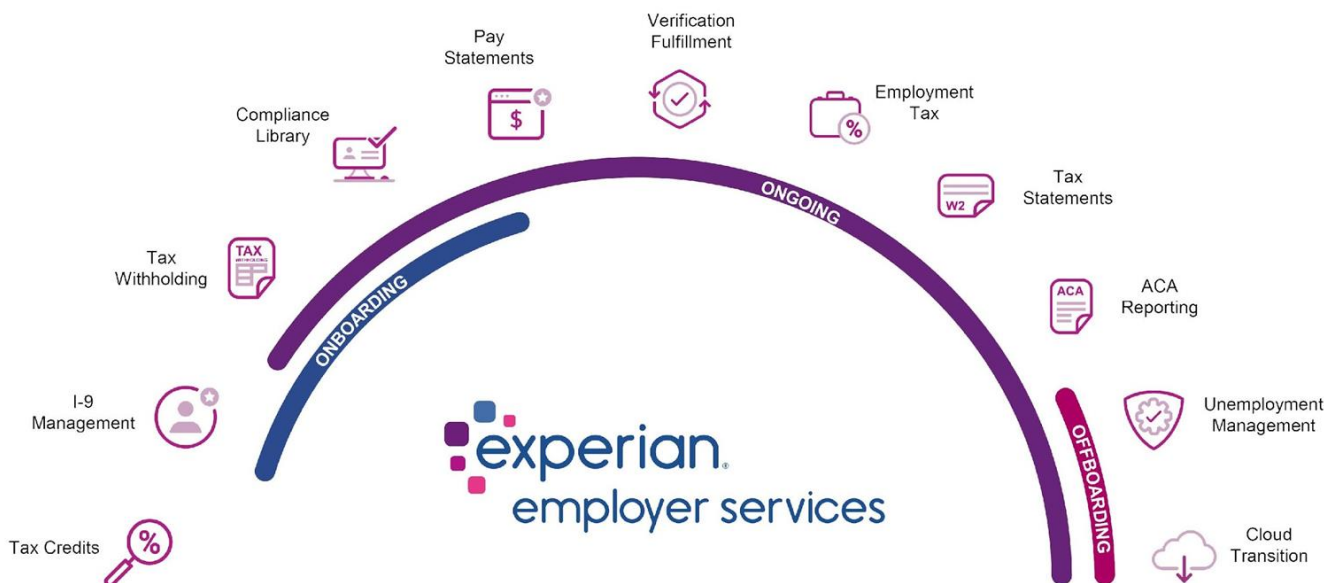 Verification
Fulfillment
Pay
Statements
$
Employment
Tax
%
Compliance
Library
Tax
Statements
W2
ONGOING
Tax
Withholding
TAX
WITHHOLDING
ONBOARDING
ACA
Reporting
ACA
I-9
Management
Unemployment
Management
OFFBOARDING
experian®
employer services
Tax Credits
%
Cloud
Transition